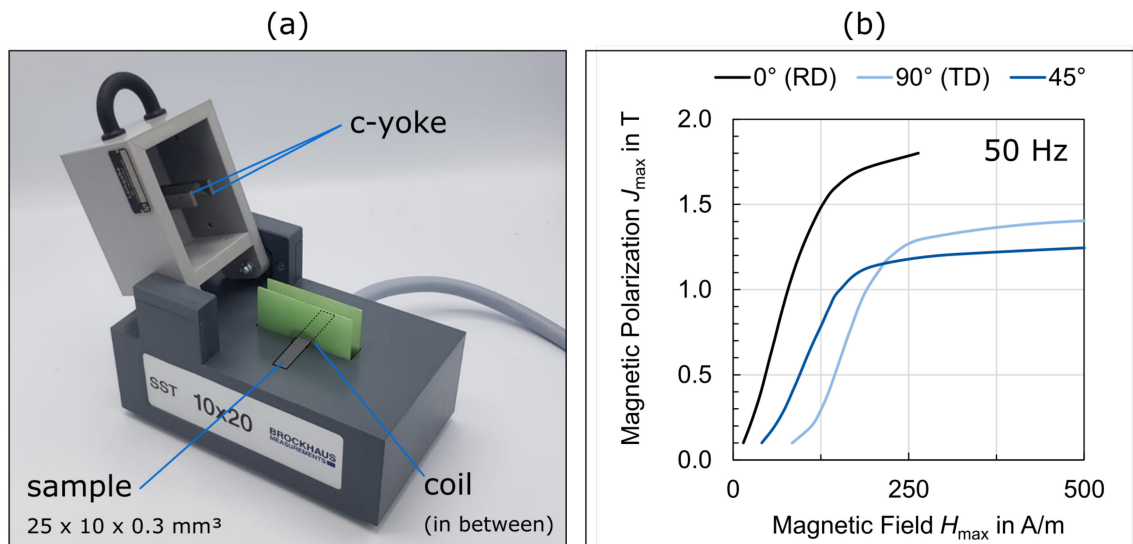 (a)
c-yoke
SST 10x20
BROCKHAUS
MEASUREMENTS
sample
25 x 10 x 0.3 mm³
coil
(in between)
(b)
0° (RD) 90° (TD) 45°
50 Hz
Magnetic Polarization Jmax in T
2.0
1.5
1.0
0.5
0.0
0 250 500
Magnetic Field Hmax in A/m